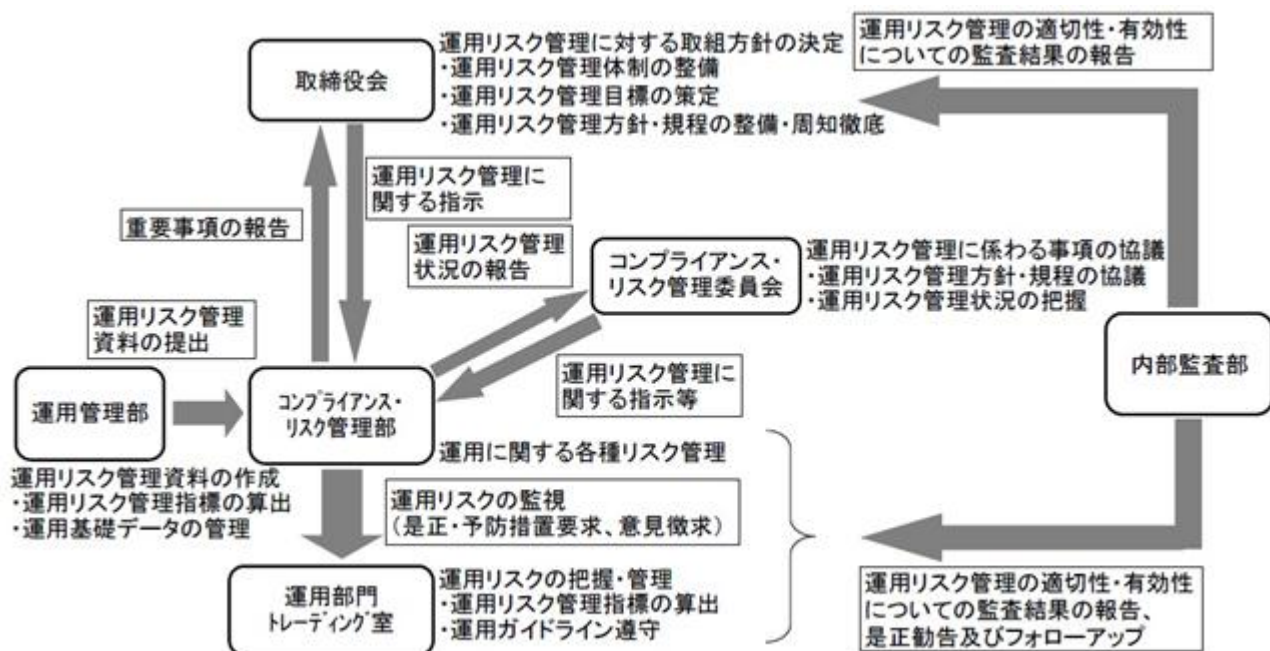 運用リスク管理に対する取組方針の決定
・運用リスク管理体制の整備
・運用リスク管理目標の策定
・運用リスク管理方針・規程の整備・周知徹底
取締役会
運用リスク管理の適切性・有効性
についての監査結果の報告
運用リスク管理に
関する指示
重要事項の報告
運用リスク管理
状況の報告
コンプライアンス・
リスク管理委員会
運用リスク管理に係わる事項の協議
・運用リスク管理方針・規程の協議
・運用リスク管理状況の把握
運用リスク管理
資料の提出
内部監査部
運用管理部
コンプライアンス・
リスク管理部
運用リスク管理に
関する指示等
運用に関する各種リスク管理
運用リスク管理資料の作成
・運用リスク管理指標の算出
・運用基礎データの管理
運用リスクの監視
(是正・予防措置要求、意見徴求)
運用部門
トレーディング室
運用リスクの把握・管理
・運用リスク管理指標の算出
・運用ガイドライン遵守
運用リスク管理の適切性・有効性
についての監査結果の報告、
是正勧告及びフォローアップ